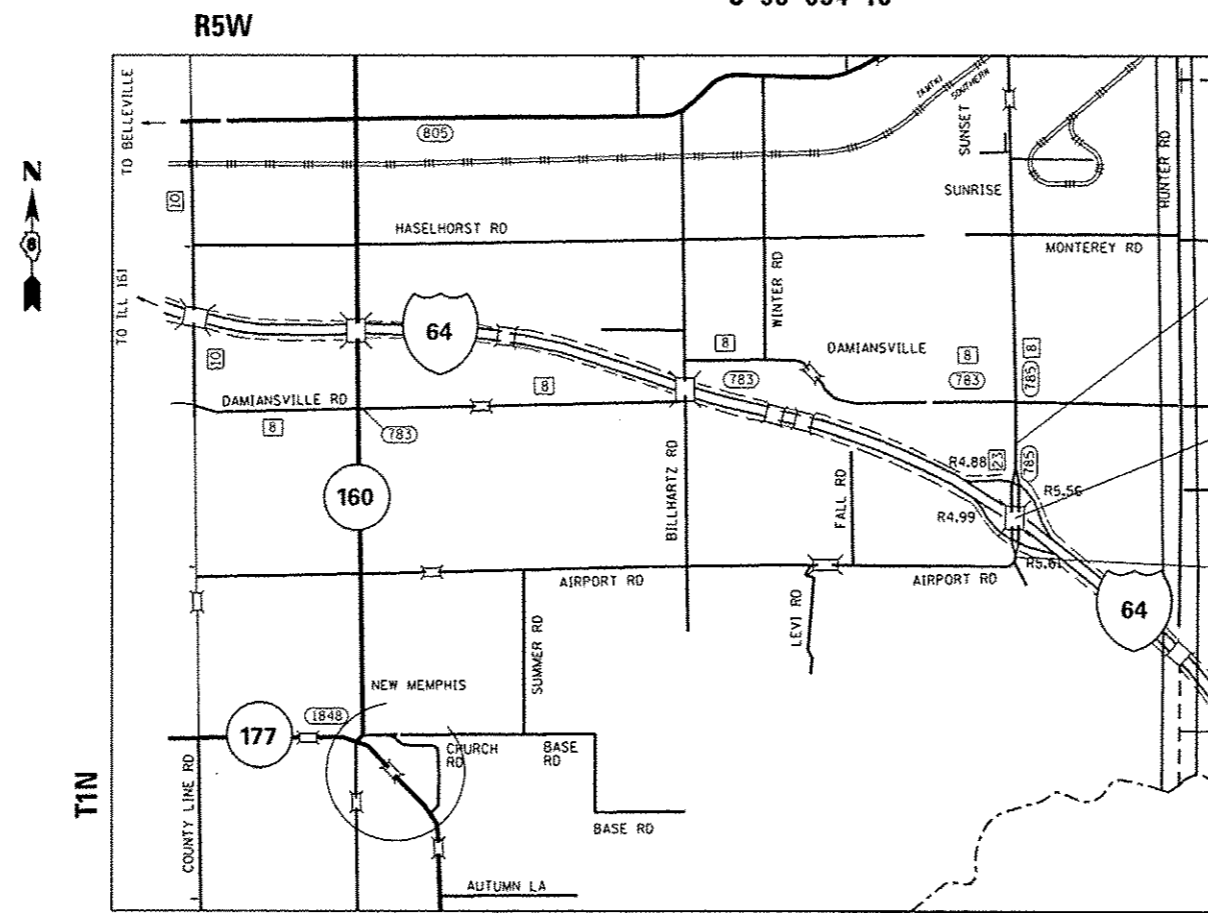 R5W
TO BELLEVILLE
805
SOUTHERN
SUNSET
HUNTER RD
N
8
10
SUNRISE
HASELHORST RD
MONTEREY RD
TO ILL 161
WINTER RD
64
10
8
DAMIANSVILLE
8
8
783
783
785
8
DAMIANSVILLE RD
8
783
BILLHARTZ RD
R4.88
23
785
R5.56
160
FALL RD
R4.99
R5.61
AIRPORT RD
AIRPORT RD
64
SUMMER RD
LEVI RD
NEW MEMPHIS
1848
177
CHURCH RD
BASE RD
T1N
COUNTY LINE RD
BASE RD
AUTUMN LA